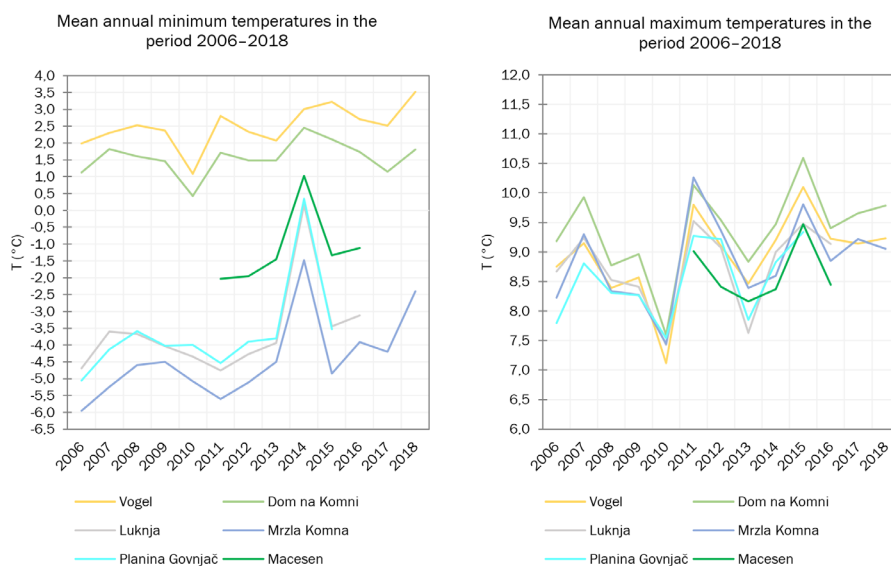 Mean annual minimum temperatures in the
period 2006–2018
4,0
3,5
3,0
2,5
2,0
1,5
1,0
0,5
0,0
-0,5
-1,0
-1,5
-2,0
-2,5
-3,0
-3,5
-4,0
-4,5
-5,0
-5,5
-6,0
-6,5
T (°C)
2006 2007 2008 2009 2010 2011 2012 2013 2014 2015 2016 2017 2018
Vogel Dom na Komni
Luknja Mrzla Komna
Planina Govnjač Macesen
Mean annual maximum temperatures in the
period 2006–2018
12,0
11,5
11,0
10,5
10,0
9,5
9,0
8,5
8,0
7,5
7,0
6,5
6,0
T (°C)
2006 2007 2008 2009 2010 2011 2012 2013 2014 2015 2016 2017 2018
Vogel Dom na Komni
Luknja Mrzla Komna
Planina Govnjač Macesen